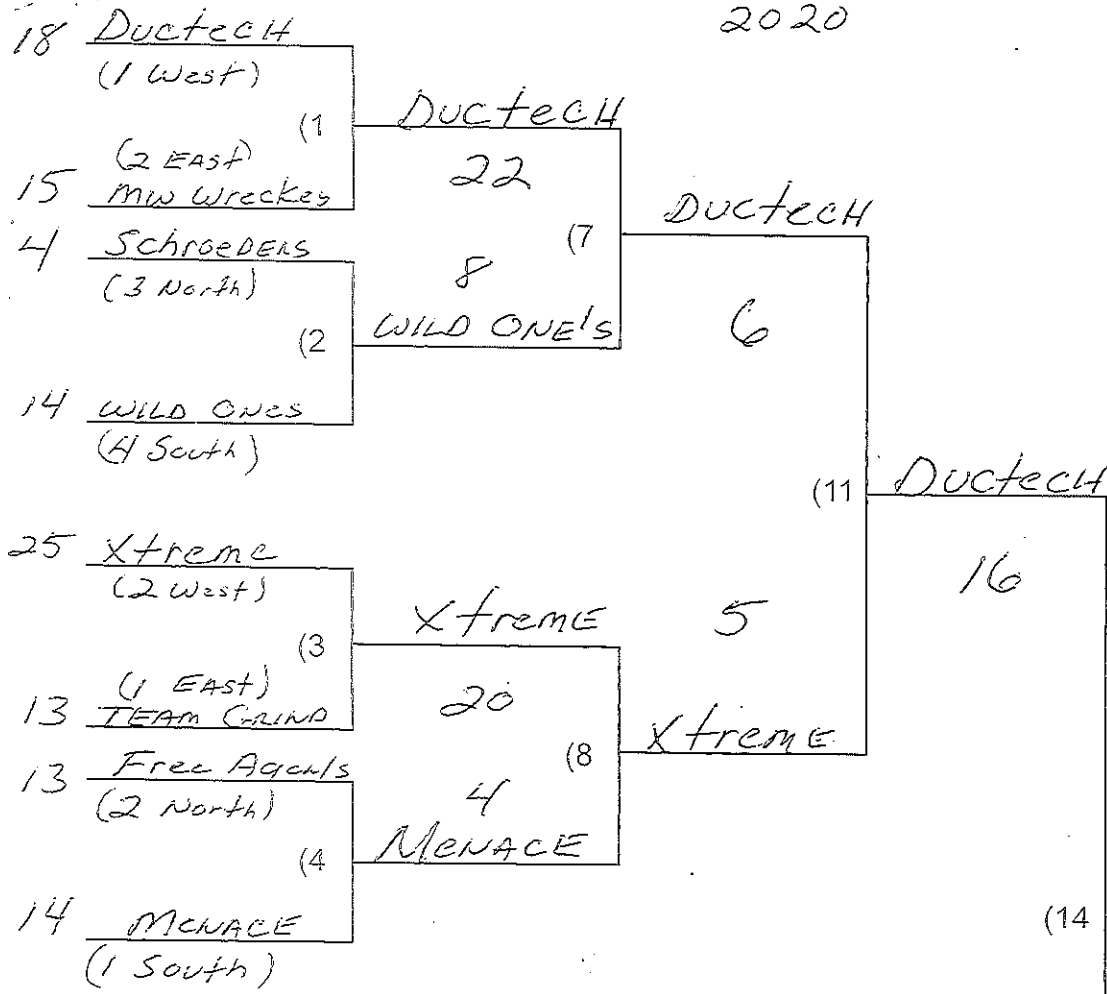 2020
18 DuctecH
(1 West)
(1
(2 EAst)
15 MW Wreckes
DuctecH
22
(7
8
WILD ONE'S
4 SchroeDERs
(3 North)
(2
14 WILD ONes
(4 South)
DuctecH
6
(11
5
Xtreme
25 Xtreme
(2 West)
(3
(1 EAst)
13 TEAM GRIND
XtremE
20
(8
4
MeNACE
13 Free Agents
(2 North)
(4
14 MeNACE
(1 South)
DuctecH
16
(14